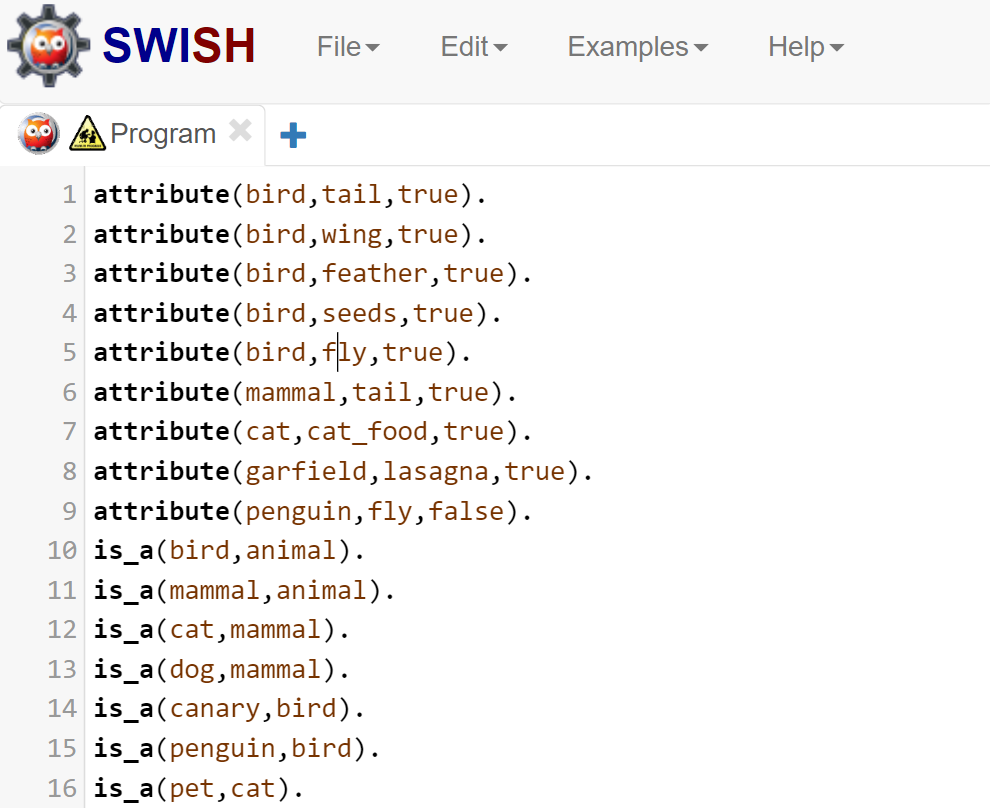 SWISH File Edit Examples Help
Program
1 attribute(bird,tail,true).
2 attribute(bird,wing,true).
3 attribute(bird,feather,true).
4 attribute(bird,seeds,true).
5 attribute(bird,fly,true).
6 attribute(mammal,tail,true).
7 attribute(cat,cat_food,true).
8 attribute(garfield,lasagna,true).
9 attribute(penguin,fly,false).
10 is_a(bird,animal).
11 is_a(mammal,animal).
12 is_a(cat,mammal).
13 is_a(dog,mammal).
14 is_a(canary,bird).
15 is_a(penguin,bird).
16 is_a(pet,cat).